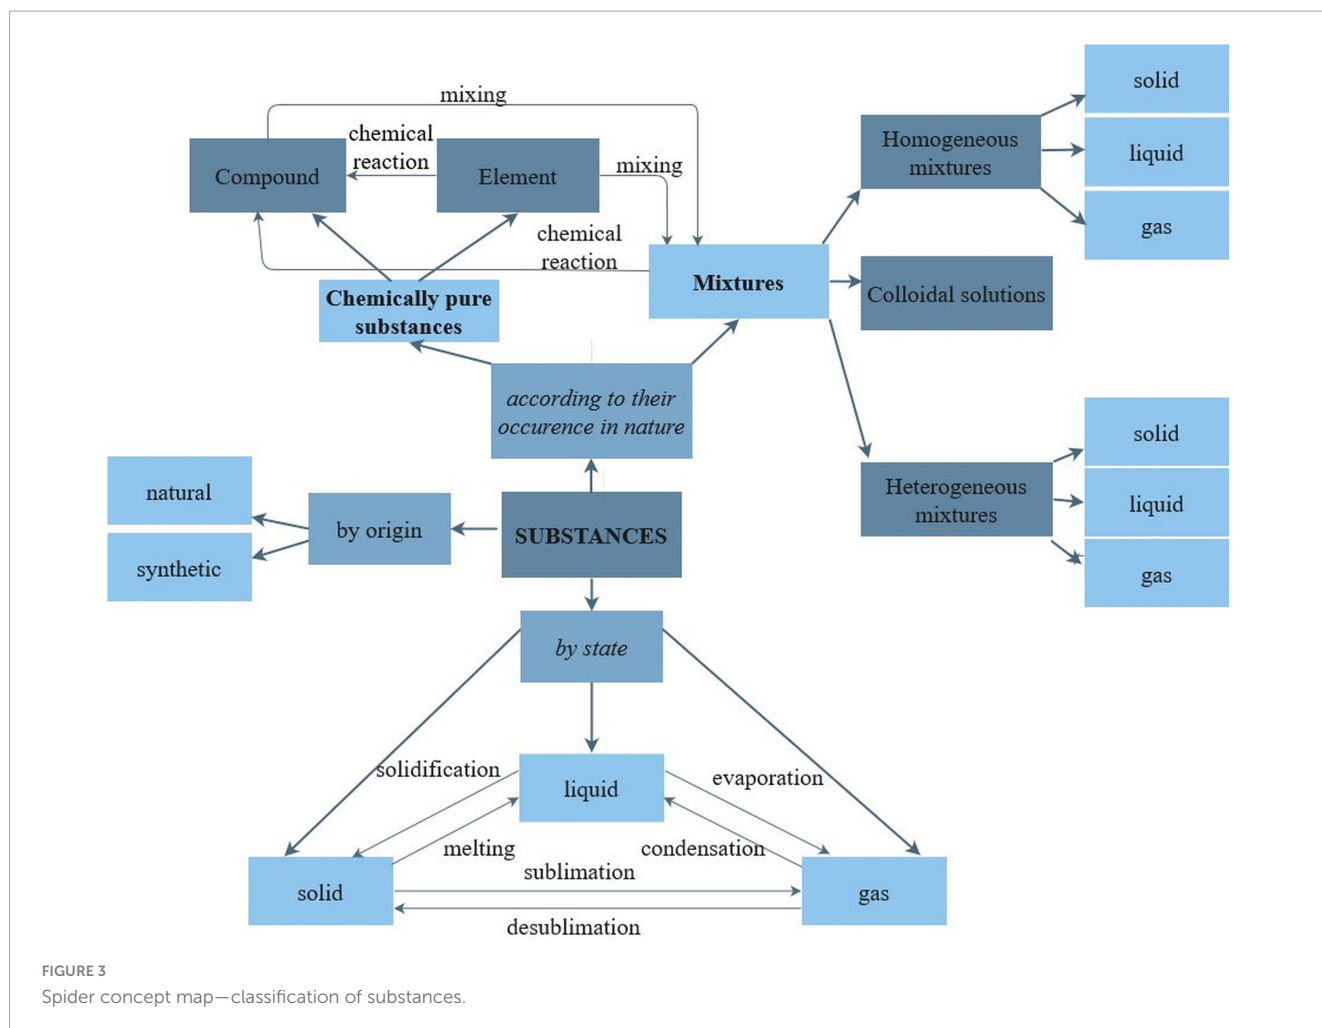 mixing
solid
chemical
reaction
Homogeneous
mixtures
liquid
Compound
Element
mixing
gas
chemical
reaction
Mixtures
Colloidal solutions
Chemically pure
substances
according to their
occurence in nature
solid
Heterogeneous
mixtures
liquid
gas
natural
by origin
SUBSTANCES
synthetic
by state
solidification
liquid
evaporation
melting
condensation
sublimation
solid
gas
desublimation
FIGURE 3
Spider concept map—classification of substances.